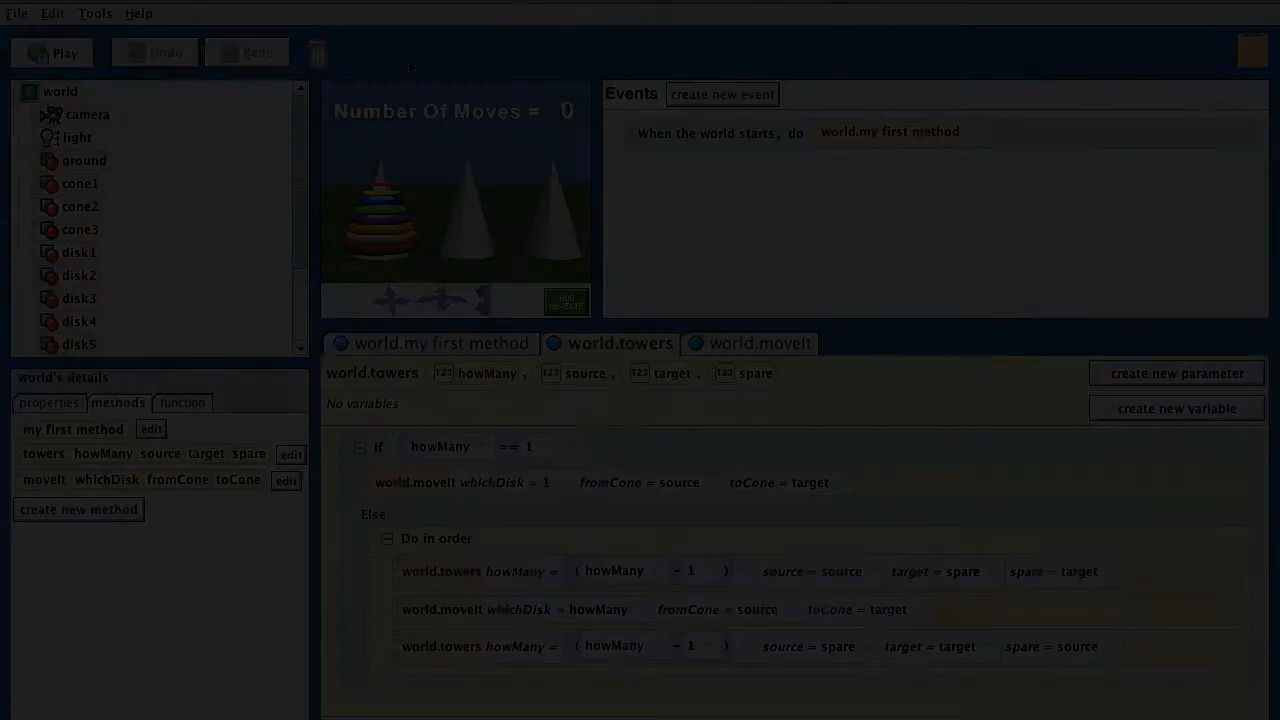 File Edit Tools Help
Play Undo Redo
world
camera
light
ground
cone1
cone2
cone3
disk1
disk2
disk3
disk4
disk5
Number Of Moves = 0
ADD OBJECTS
Events create new event
When the world starts, do world.my first method
world's details
properties methods function
my first method edit
towers howMany source target spare edit
moveIt whichDisk fromCone toCone edit
create new method
world.my first method world.towers world.moveIt
world.towers 123 howMany, 123 source, 123 target, 123 spare create new parameter
No variables create new variable
If howMany == 1
world.moveIt whichDisk = 1 fromCone = source toCone = target
Else
Do in order
world.towers howMany = ( howMany - 1 ) source = source target = spare spare = target
world.moveIt whichDisk = howMany fromCone = source toCone = target
world.towers howMany = ( howMany - 1 ) source = spare target = target spare = source